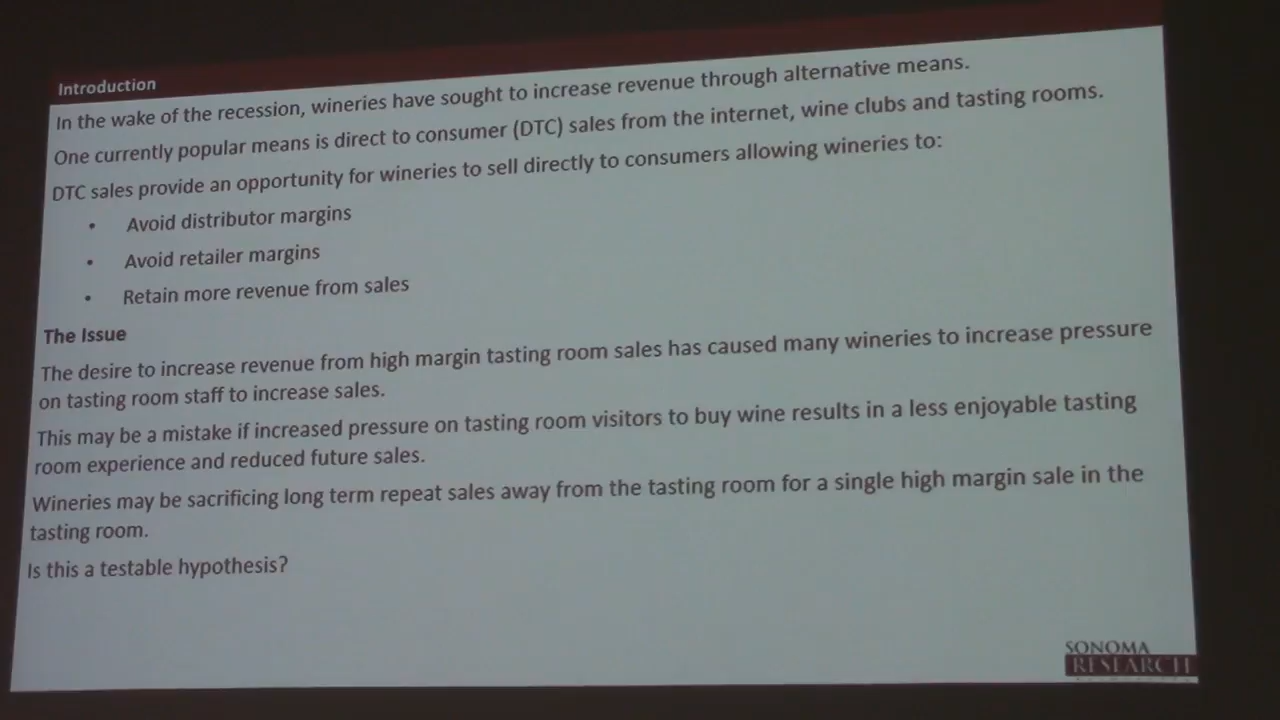 Introduction
In the wake of the recession, wineries have sought to increase revenue through alternative means.
One currently popular means is direct to consumer (DTC) sales from the internet, wine clubs and tasting rooms.
DTC sales provide an opportunity for wineries to sell directly to consumers allowing wineries to:
• Avoid distributor margins
• Avoid retailer margins
• Retain more revenue from sales
The Issue
The desire to increase revenue from high margin tasting room sales has caused many wineries to increase pressure
on tasting room staff to increase sales.
This may be a mistake if increased pressure on tasting room visitors to buy wine results in a less enjoyable tasting
room experience and reduced future sales.
Wineries may be sacrificing long term repeat sales away from the tasting room for a single high margin sale in the
tasting room.
Is this a testable hypothesis?
SONOMA
RESEARCH